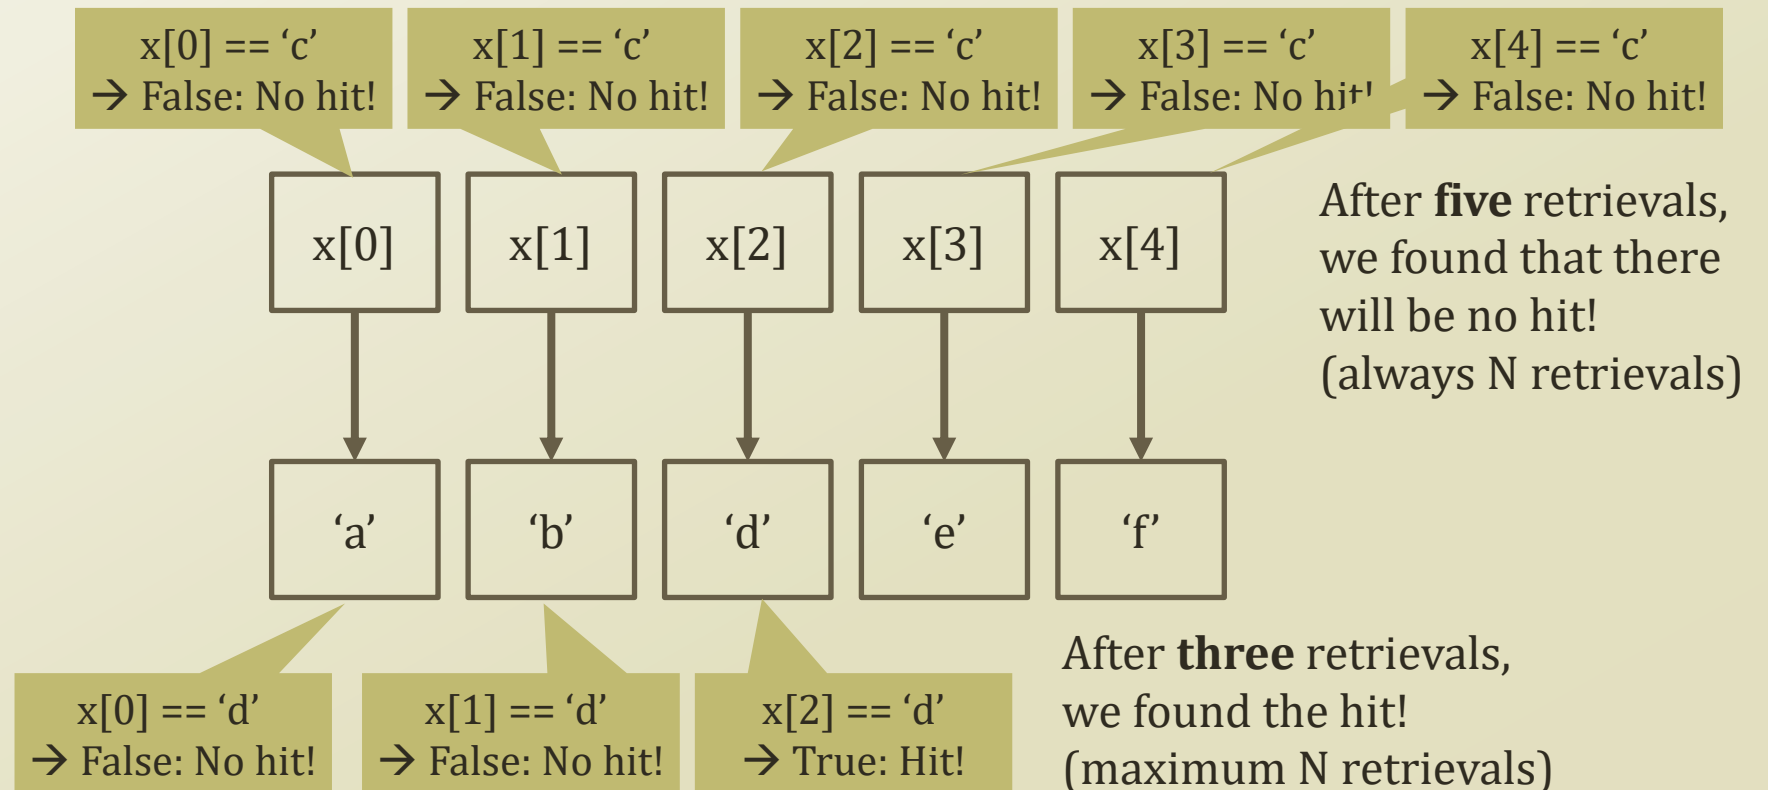 x[0] == ‘c’
→ False: No hit!
x[1] == ‘c’
→ False: No hit!
x[2] == ‘c’
→ False: No hit!
x[3] == ‘c’
→ False: No hit!
x[4] == ‘c’
→ False: No hit!
x[0]
x[1]
x[2]
x[3]
x[4]
After five retrievals,
we found that there
will be no hit!
(always N retrievals)
‘a’
‘b’
‘d’
‘e’
‘f’
x[0] == ‘d’
→ False: No hit!
x[1] == ‘d’
→ False: No hit!
x[2] == ‘d’
→ True: Hit!
After three retrievals,
we found the hit!
(maximum N retrievals)